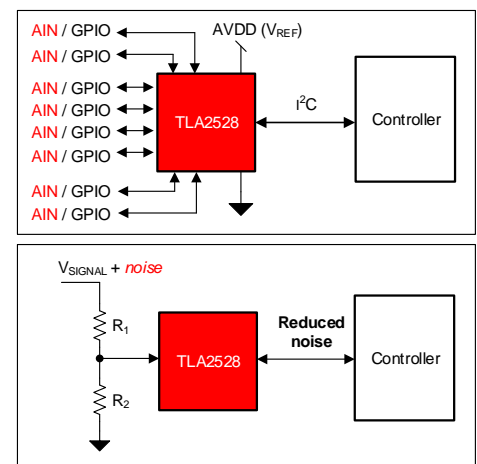 AIN / GPIO
AVDD (VREF)
AIN / GPIO
AIN / GPIO
AIN / GPIO
AIN / GPIO
AIN / GPIO
TLA2528
I2C
Controller
AIN / GPIO
AIN / GPIO
VSIGNAL + noise
R1
TLA2528
Reduced
noise
Controller
R2